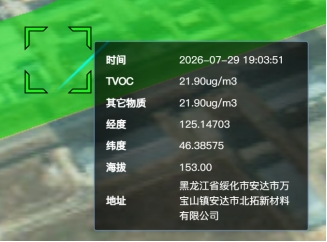 时间 2026-07-29 19:03:51
TVOC 21.90ug/m3
其它物质 21.90ug/m3
经度 125.14703
纬度 46.38575
海拔 153.00
黑龙江省绥化市安达市万
地址 宝山镇安达市北拓新材料
有限公司